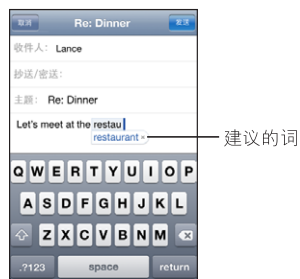 取消 Re: Dinner 发送
收件人： Lance
抄送/密送：
主题： Re: Dinner
Let's meet at the restau
restaurant ×
建议的词
Q W E R T Y U I O P
A S D F G H J K L
Z X C V B N M
.?123 space return